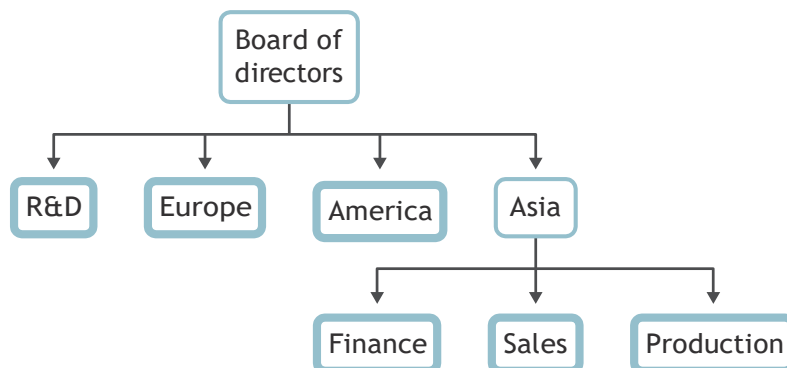 Board of
directors
R&D
Europe
America
Asia
Finance
Sales
Production